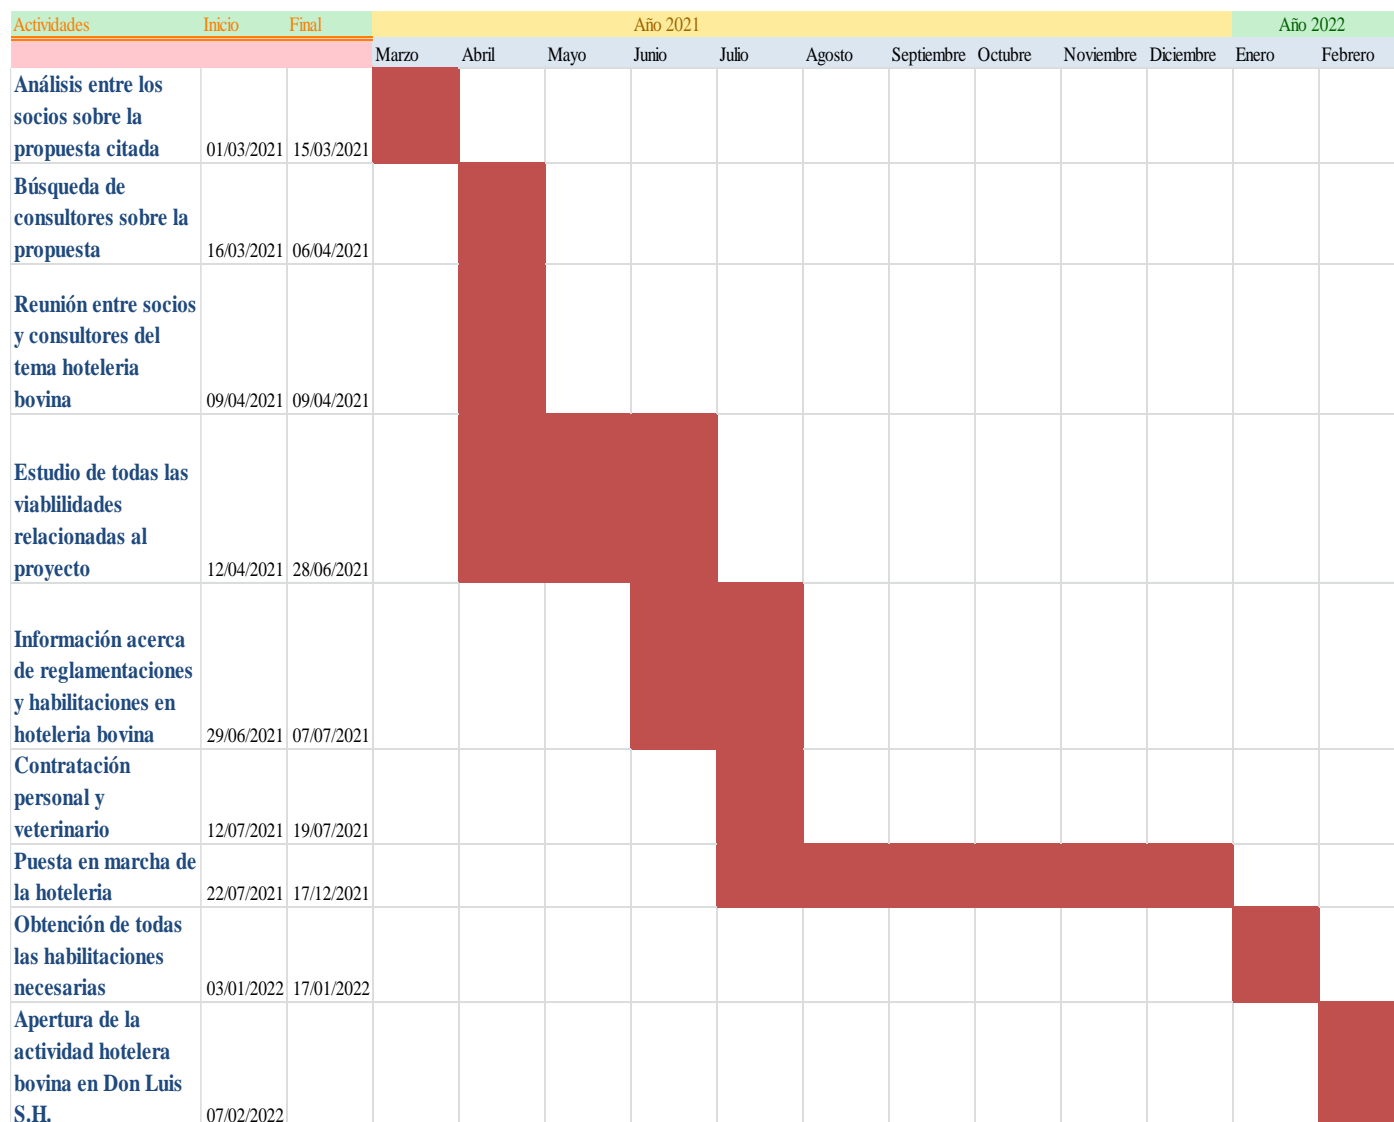 Actividades Inicio Final Año 2021 Año 2022
Marzo Abril Mayo Junio Julio Agosto Septiembre Octubre Noviembre Diciembre Enero Febrero
Análisis entre los
socios sobre la
propuesta citada 01/03/2021 15/03/2021
Búsqueda de
consultores sobre la
propuesta 16/03/2021 06/04/2021
Reunión entre socios
y consultores del
tema hoteleria
bovina 09/04/2021 09/04/2021
Estudio de todas las
viablilidades
relacionadas al
proyecto 12/04/2021 28/06/2021
Información acerca
de reglamentaciones
y habilitaciones en
hoteleria bovina 29/06/2021 07/07/2021
Contratación
personal y
veterinario 12/07/2021 19/07/2021
Puesta en marcha de
la hoteleria 22/07/2021 17/12/2021
Obtención de todas
las habilitaciones
necesarias 03/01/2022 17/01/2022
Apertura de la
actividad hotelera
bovina en Don Luis
S.H. 07/02/2022